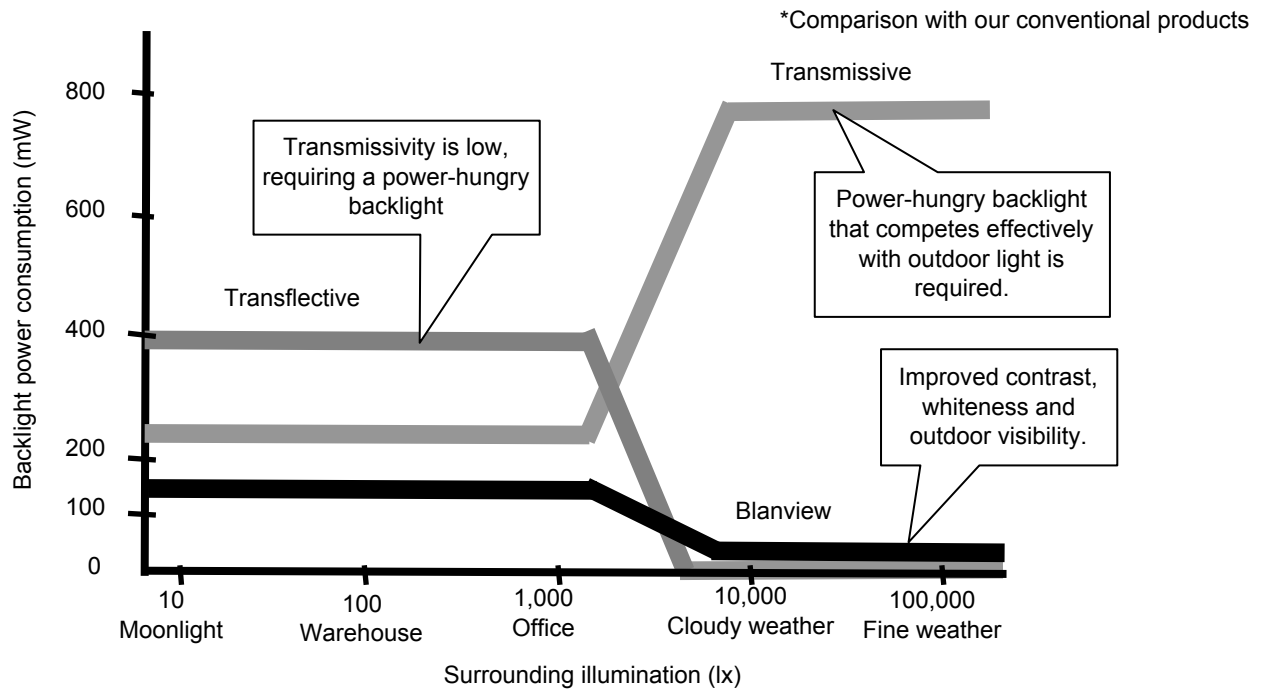 *Comparison with our conventional products
Transmissive
Backlight power consumption (mW)
800
600
400
200
100
0
Transmissivity is low,
requiring a power-hungry
backlight
Power-hungry backlight
that competes effectively
with outdoor light is
required.
Transflective
Improved contrast,
whiteness and
outdoor visibility.
Blanview
10
100
1,000
10,000
100,000
Moonlight
Warehouse
Office
Cloudy weather
Fine weather
Surrounding illumination (lx)